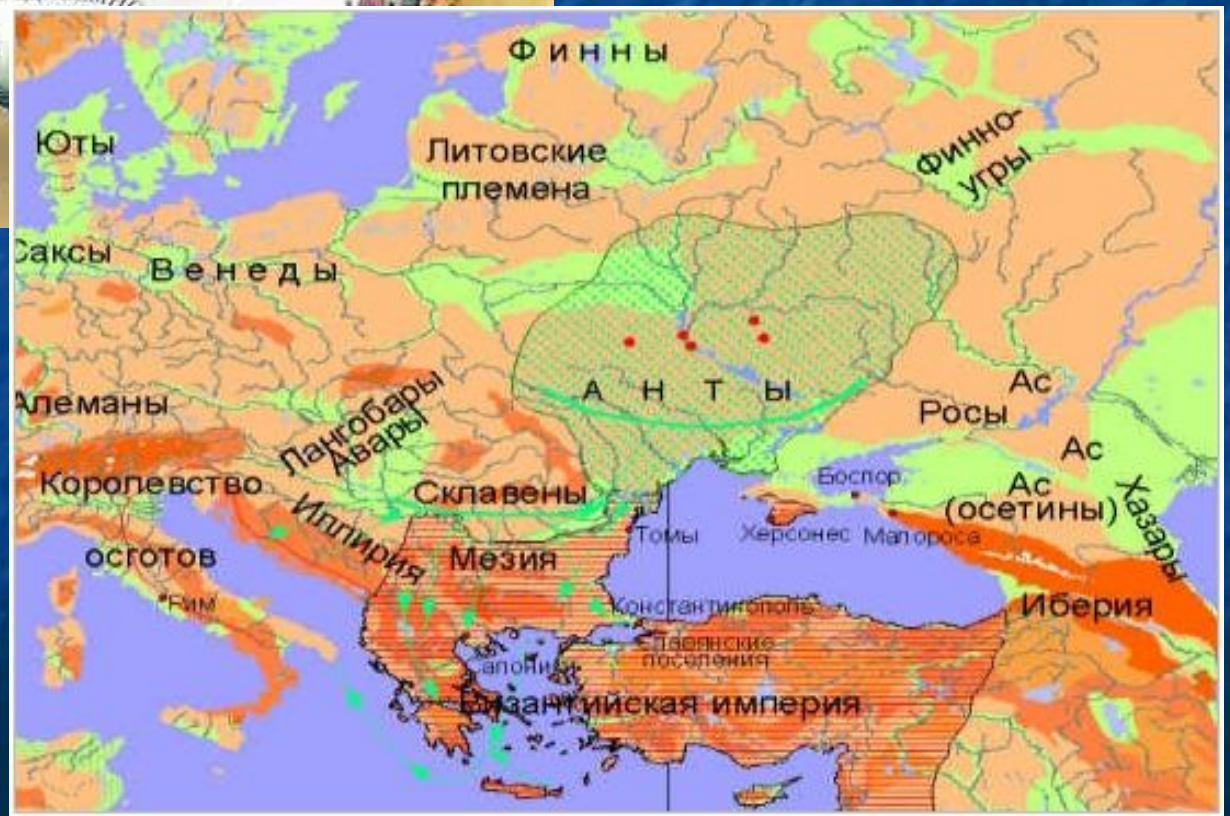 Финны
Юты
Литовские
племена
Финно-
угры
Саксы
Венеды
АНТЫ
Ас
Росы
Алеманы
Лангобары
Авары
Ас
Королевство
Склавены
Боспор
Ас
(осетины)
Хазары
Иллирия
осготов
Мезия
Томы
Херсонес
Малороса
Рим
Константинополь
Иберия
Славянские
поселения
Византийская империя